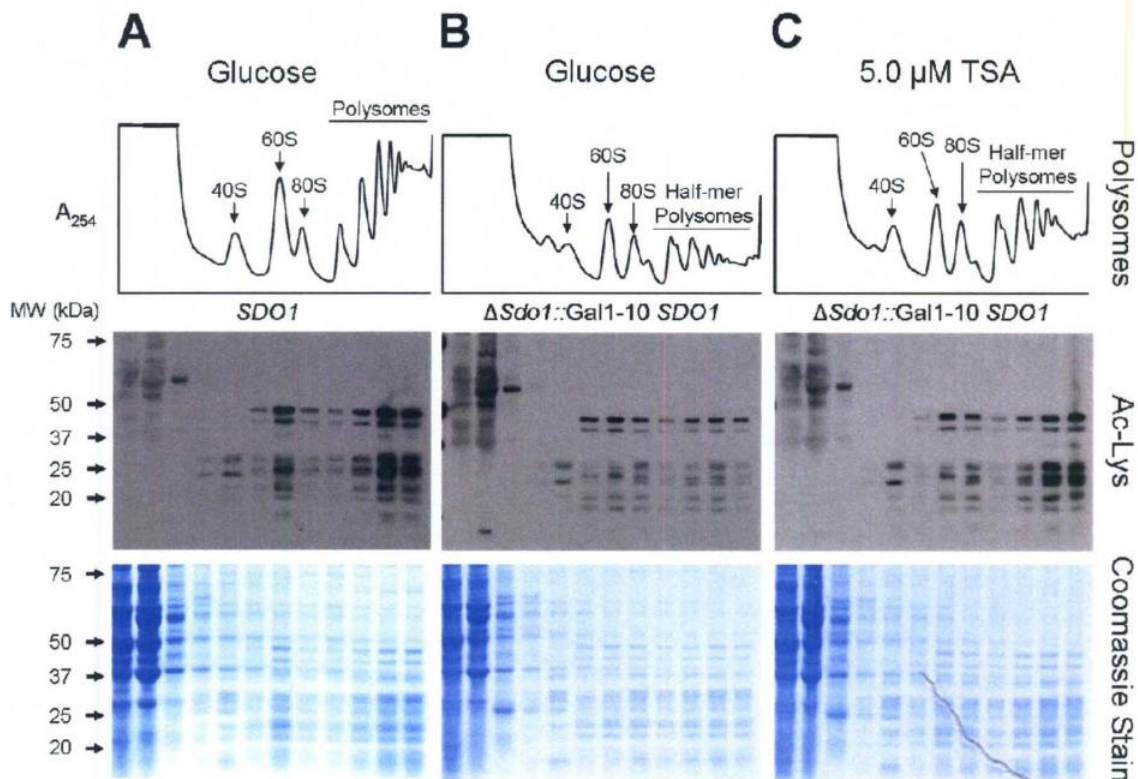 A
B
C
Glucose
Glucose
5.0 µM TSA
Polysomes
60S
40S
80S
A254
60S
40S
80S
Half-mer
Polysomes
60S
80S
40S
Half-mer
Polysomes
Polysomes
MW (kDa)
SDO1
ΔSdo1::Gal1-10 SDO1
ΔSdo1::Gal1-10 SDO1
75
50
37
25
20
Ac-Lys
75
50
37
25
20
Coomassie Stain